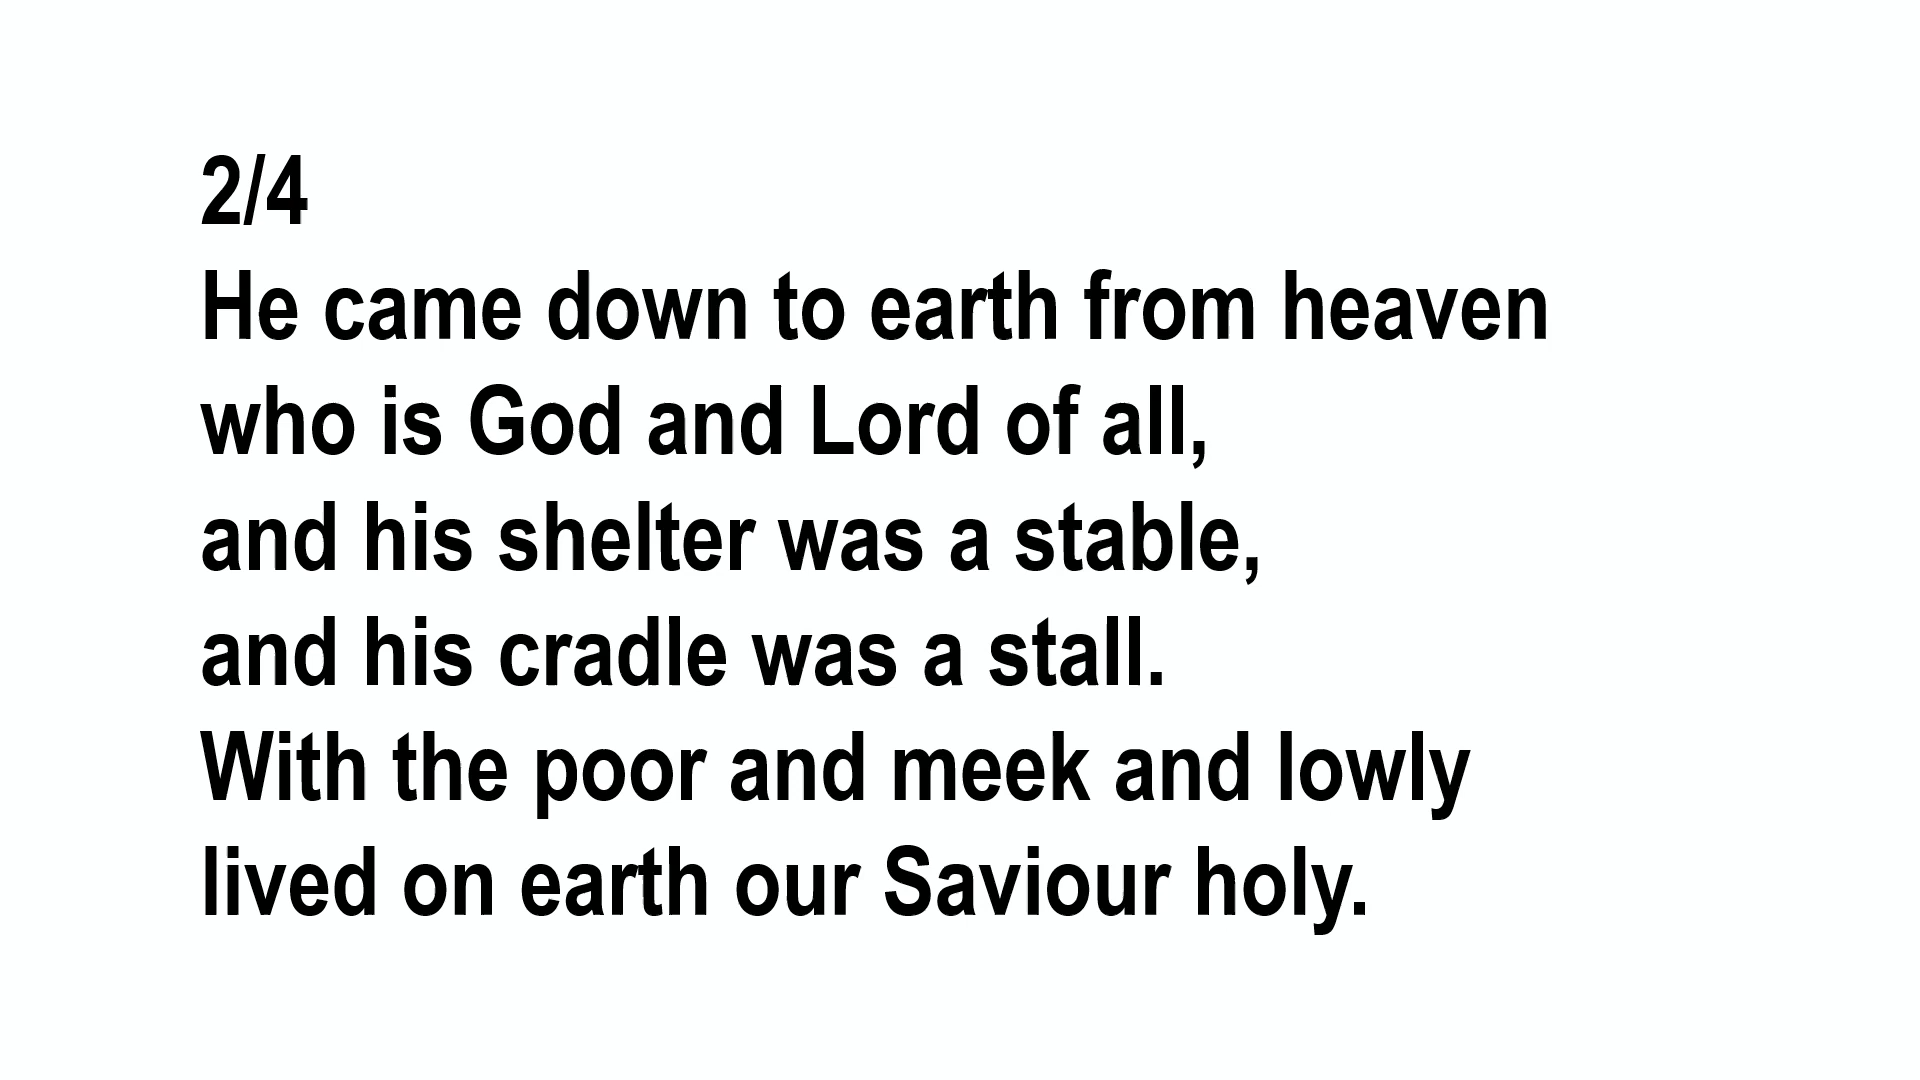 2/4
He came down to earth from heaven
who is God and Lord of all,
and his shelter was a stable,
and his cradle was a stall.
With the poor and meek and lowly
lived on earth our Saviour holy.